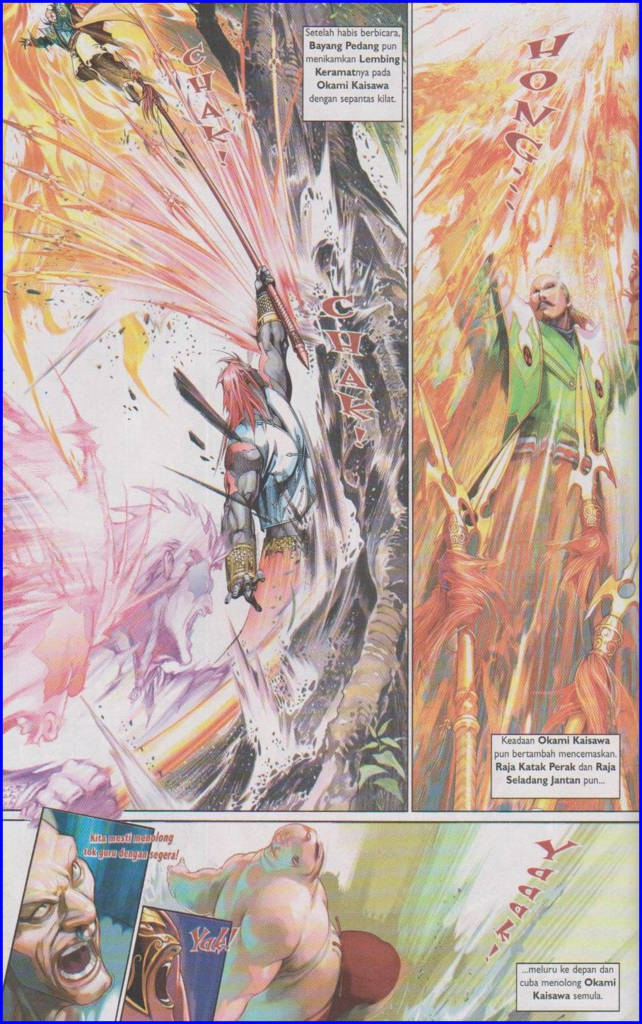 Setelah habis berbicara,
Bayang Pedang pun
menikamkan Lembing
Keramatnya pada
Okami Kaisawa
dengan sepantas kilat.
CHAK!
CHAK!
HONG...
Keadaan Okami Kaisawa
pun bertambah mencemaskan.
Raja Katak Perak dan Raja
Seladang Jantan pun...
Kita mesti menolong
tok guru dengan segera!
Yah!
YAAAK!
...meluru ke depan dan
cuba menolong Okami
Kaisawa semula.